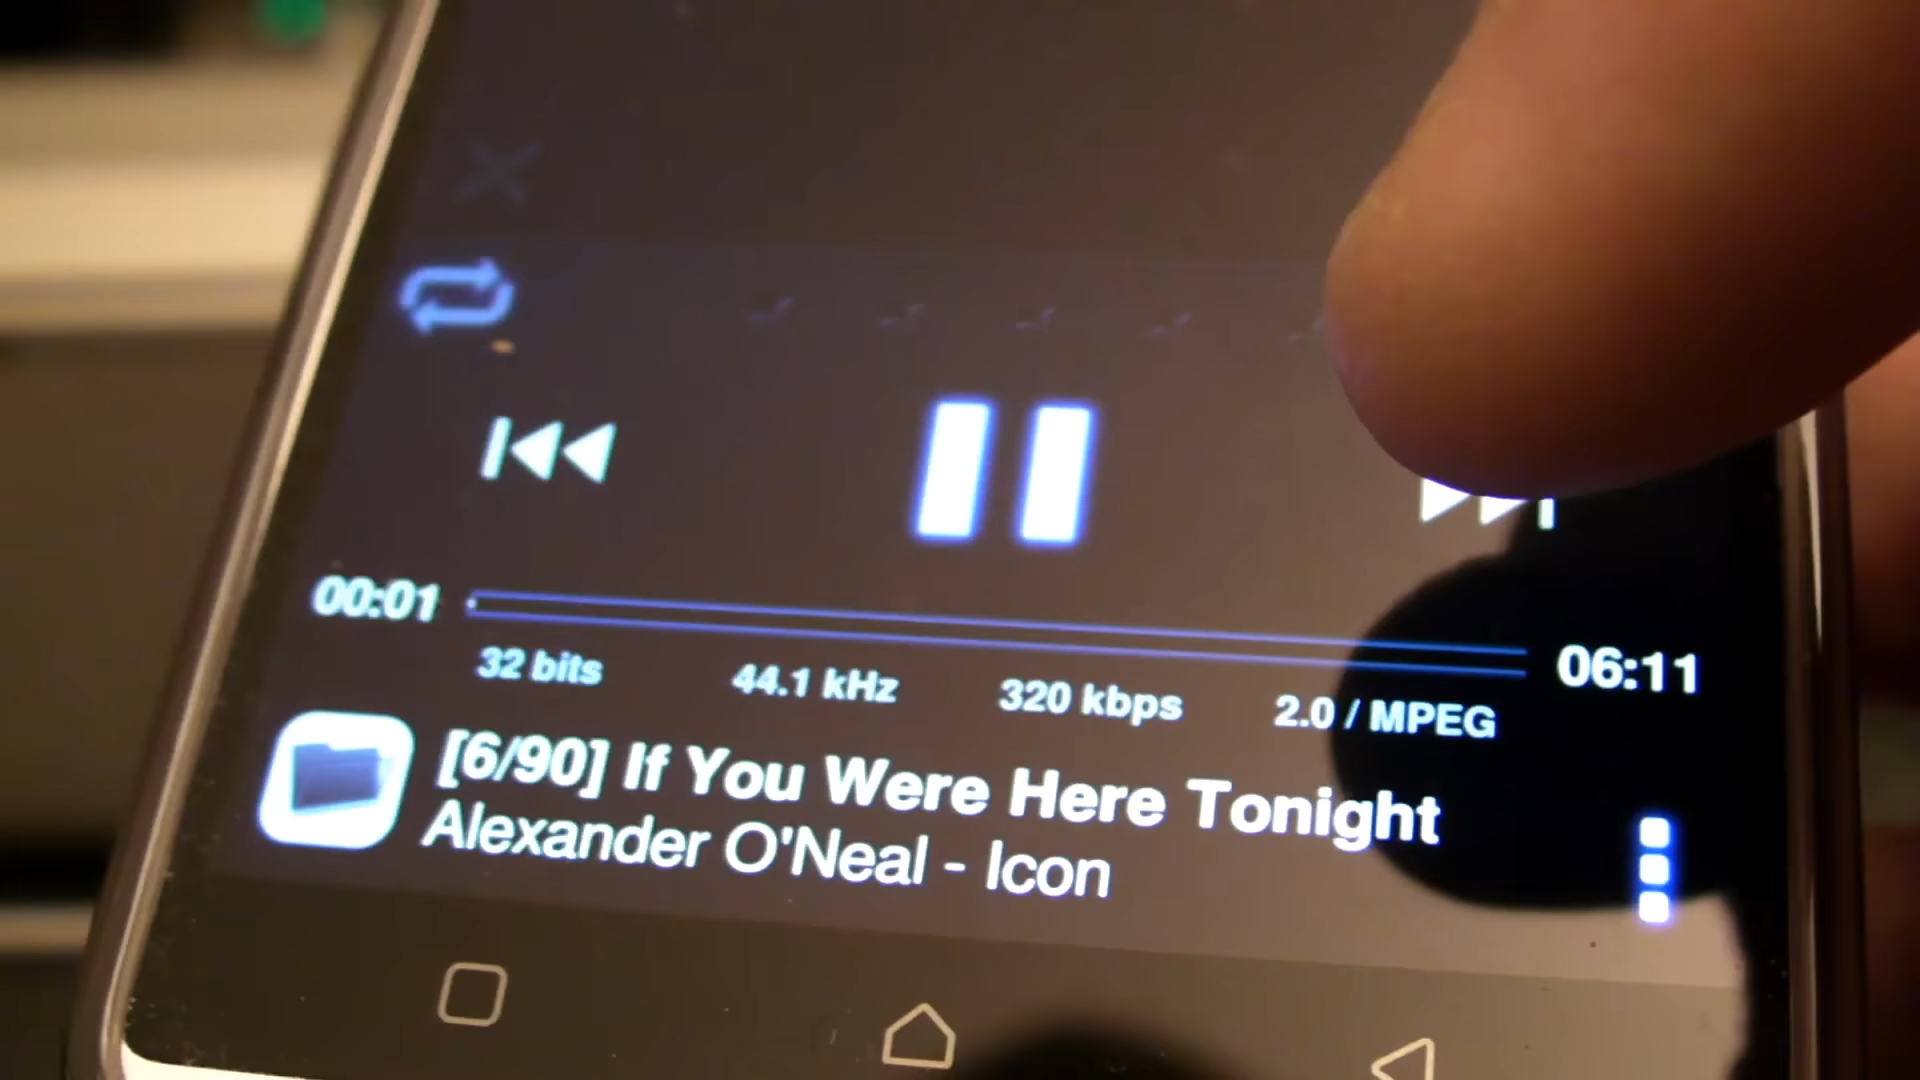 00:01 06:11
32 bits 44.1 kHz 320 kbps 2.0 / MPEG
[6/90] If You Were Here Tonight
Alexander O'Neal - Icon